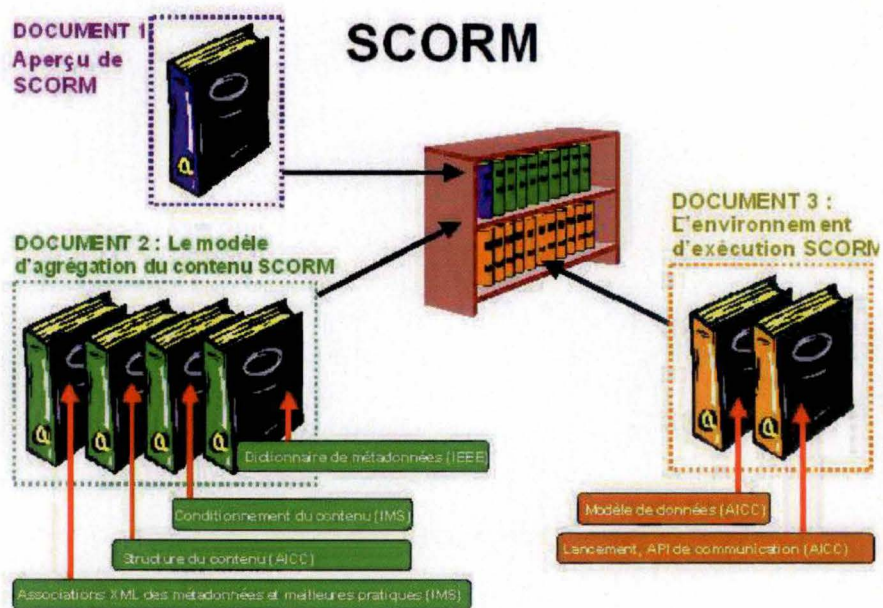 SCORM
DOCUMENT 1
Aperçu de
SCORM
DOCUMENT 2 : Le modèle
d'agrégation du contenu SCORM
DOCUMENT 3 :
L'environnement
d'exécution SCORM
Dictionnaire de métadonnées (IEEE)
Conditionnement du contenu (IMS)
Structure du contenu (AICC)
Associations XML des métadonnées et meilleures pratiques (IMS)
Modèle de données (AICC)
Lancement, API de communication (AICC)